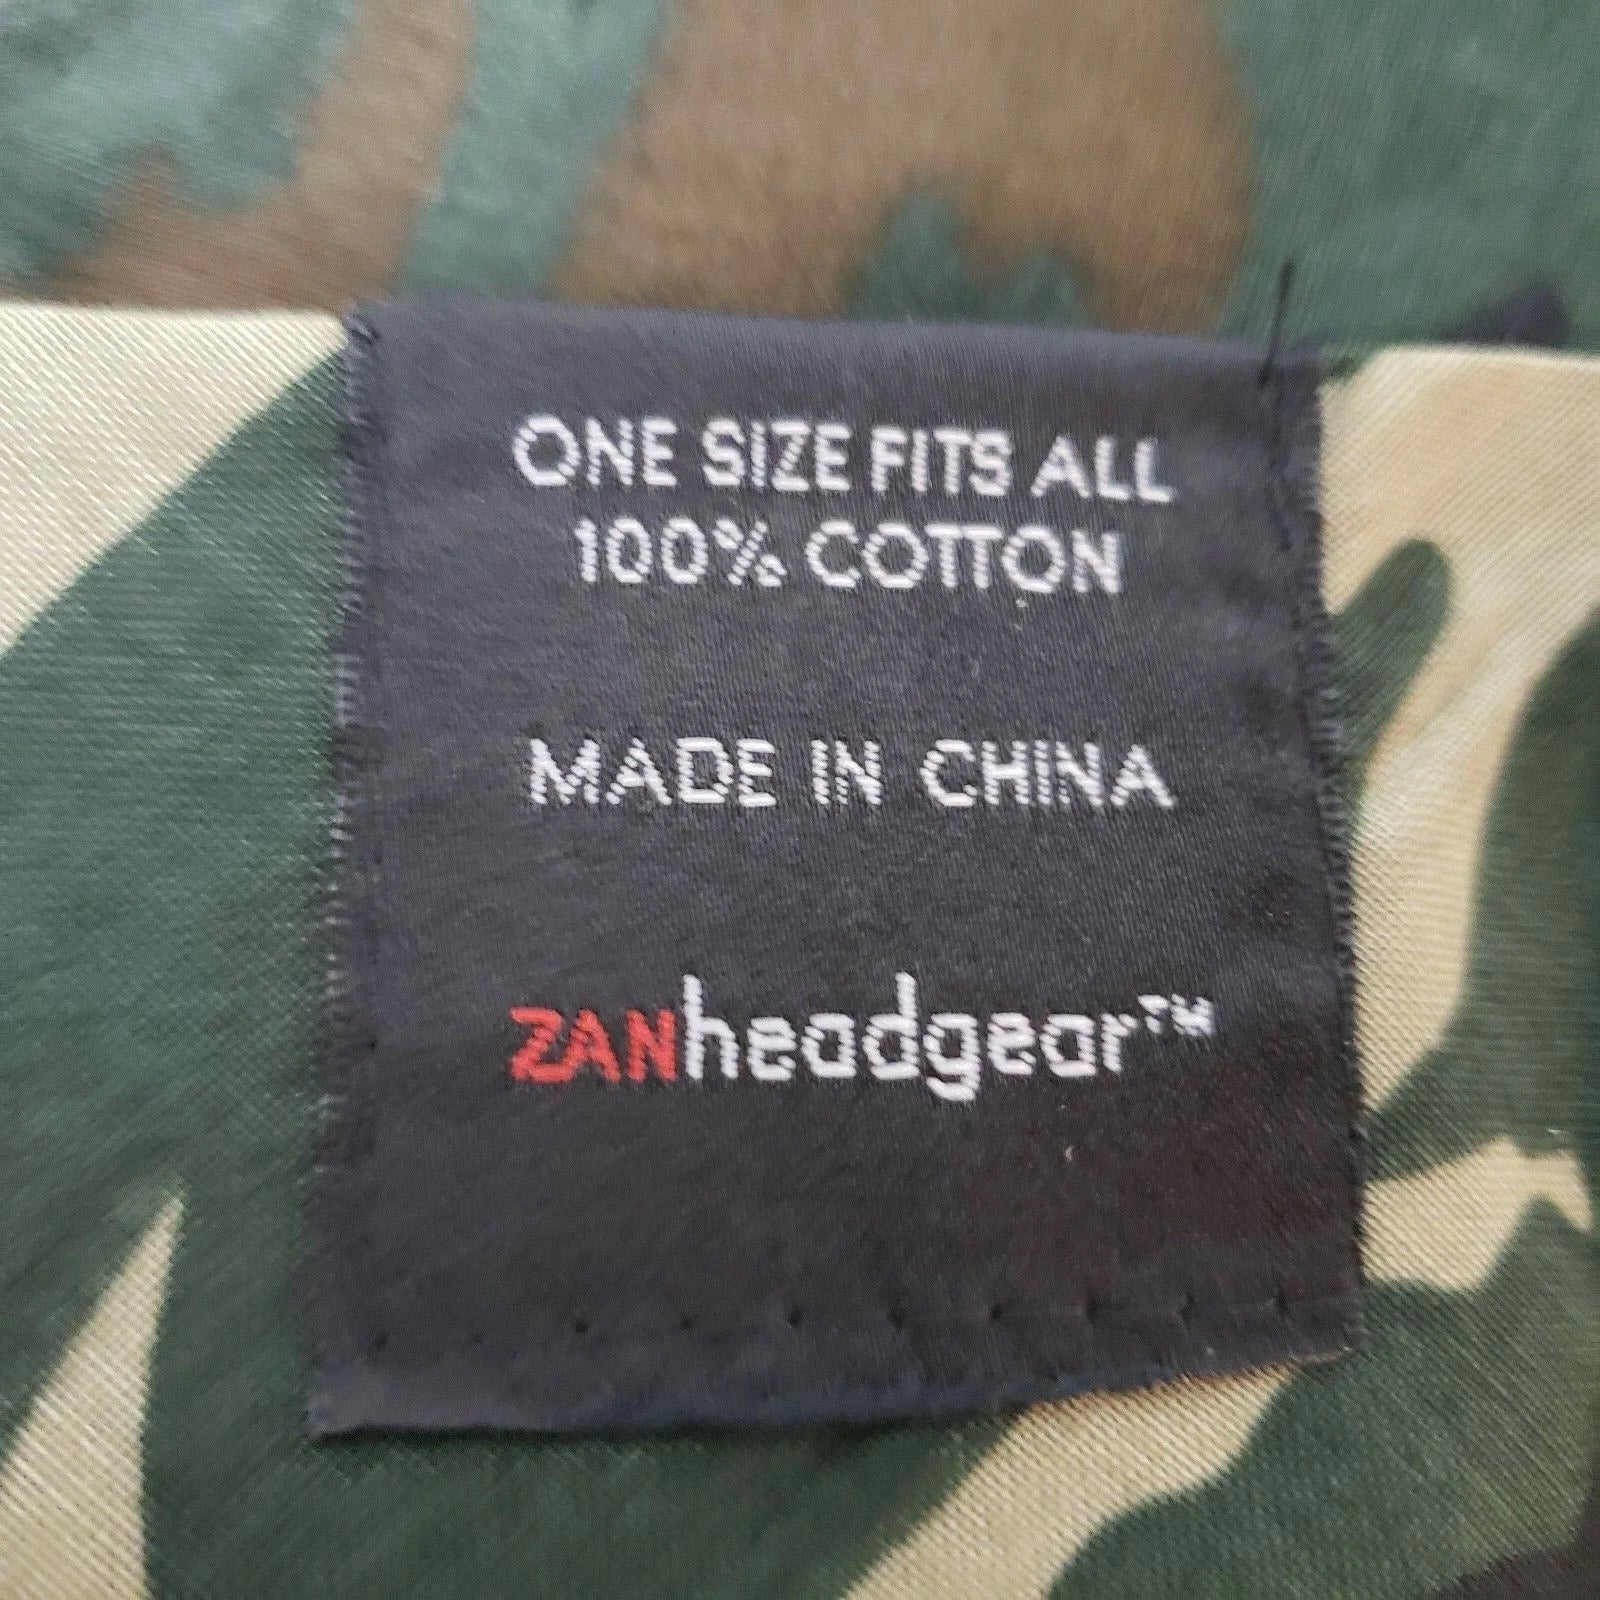 ONE SIZE FITS ALL
100% COTTON
MADE IN CHINA
ZANheadgear™